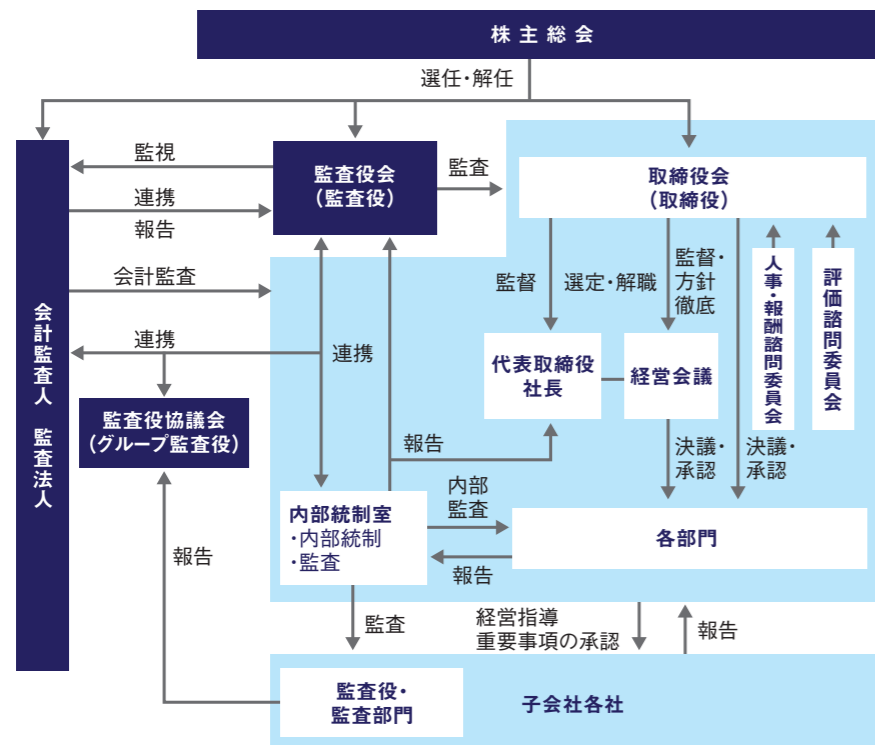 株主総会
選任・解任
監視
監査役会
(監査役)
監査
取締役会
(取締役)
連携
報告
会計監査
監督
選定・解職
監督・
方針
徹底
人事・報酬諮問委員会
評価諮問委員会
会計監査人 監査法人
連携
連携
代表取締役
社長
経営会議
監査役協議会
(グループ監査役)
報告
決議・
承認
決議・
承認
内部統制室
・内部統制
・監査
内部
監査
各部門
報告
報告
監査
経営指導
重要事項の承認
報告
監査役・
監査部門
子会社各社